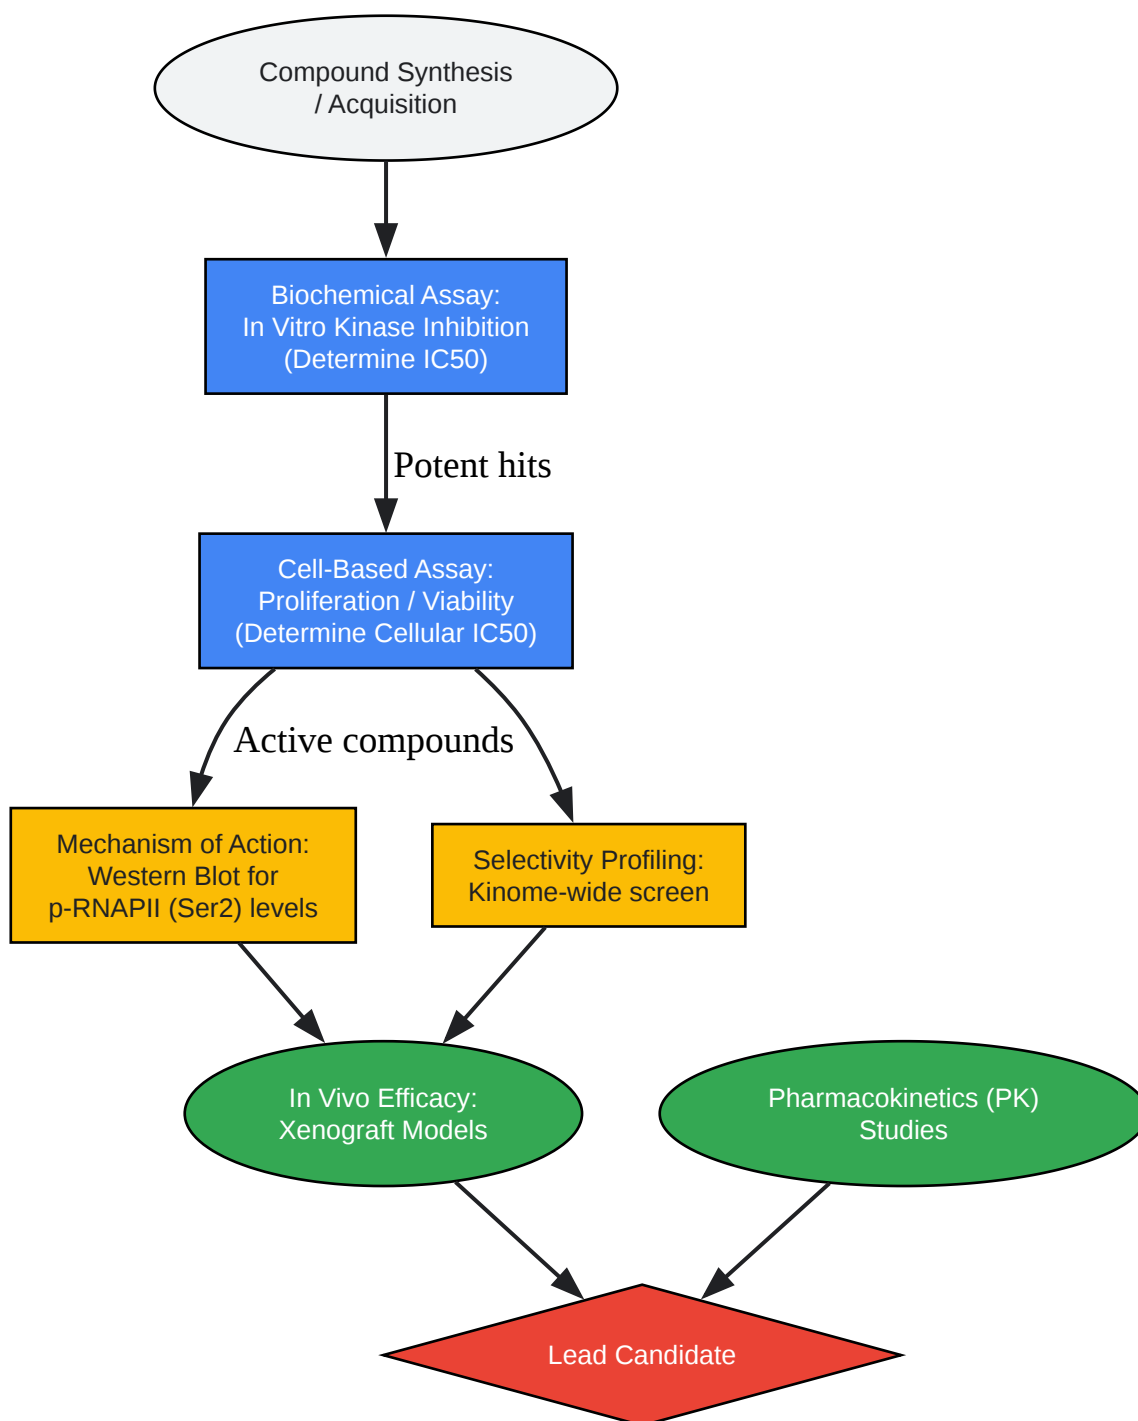 Compound Synthesis
/ Acquisition
Biochemical Assay:
In Vitro Kinase Inhibition
(Determine IC50)
Potent hits
Cell-Based Assay:
Proliferation / Viability
(Determine Cellular IC50)
Active compounds
Mechanism of Action:
Western Blot for
p-RNAPII (Ser2) levels
Selectivity Profiling:
Kinome-wide screen
In Vivo Efficacy:
Xenograft Models
Pharmacokinetics (PK)
Studies
Lead Candidate